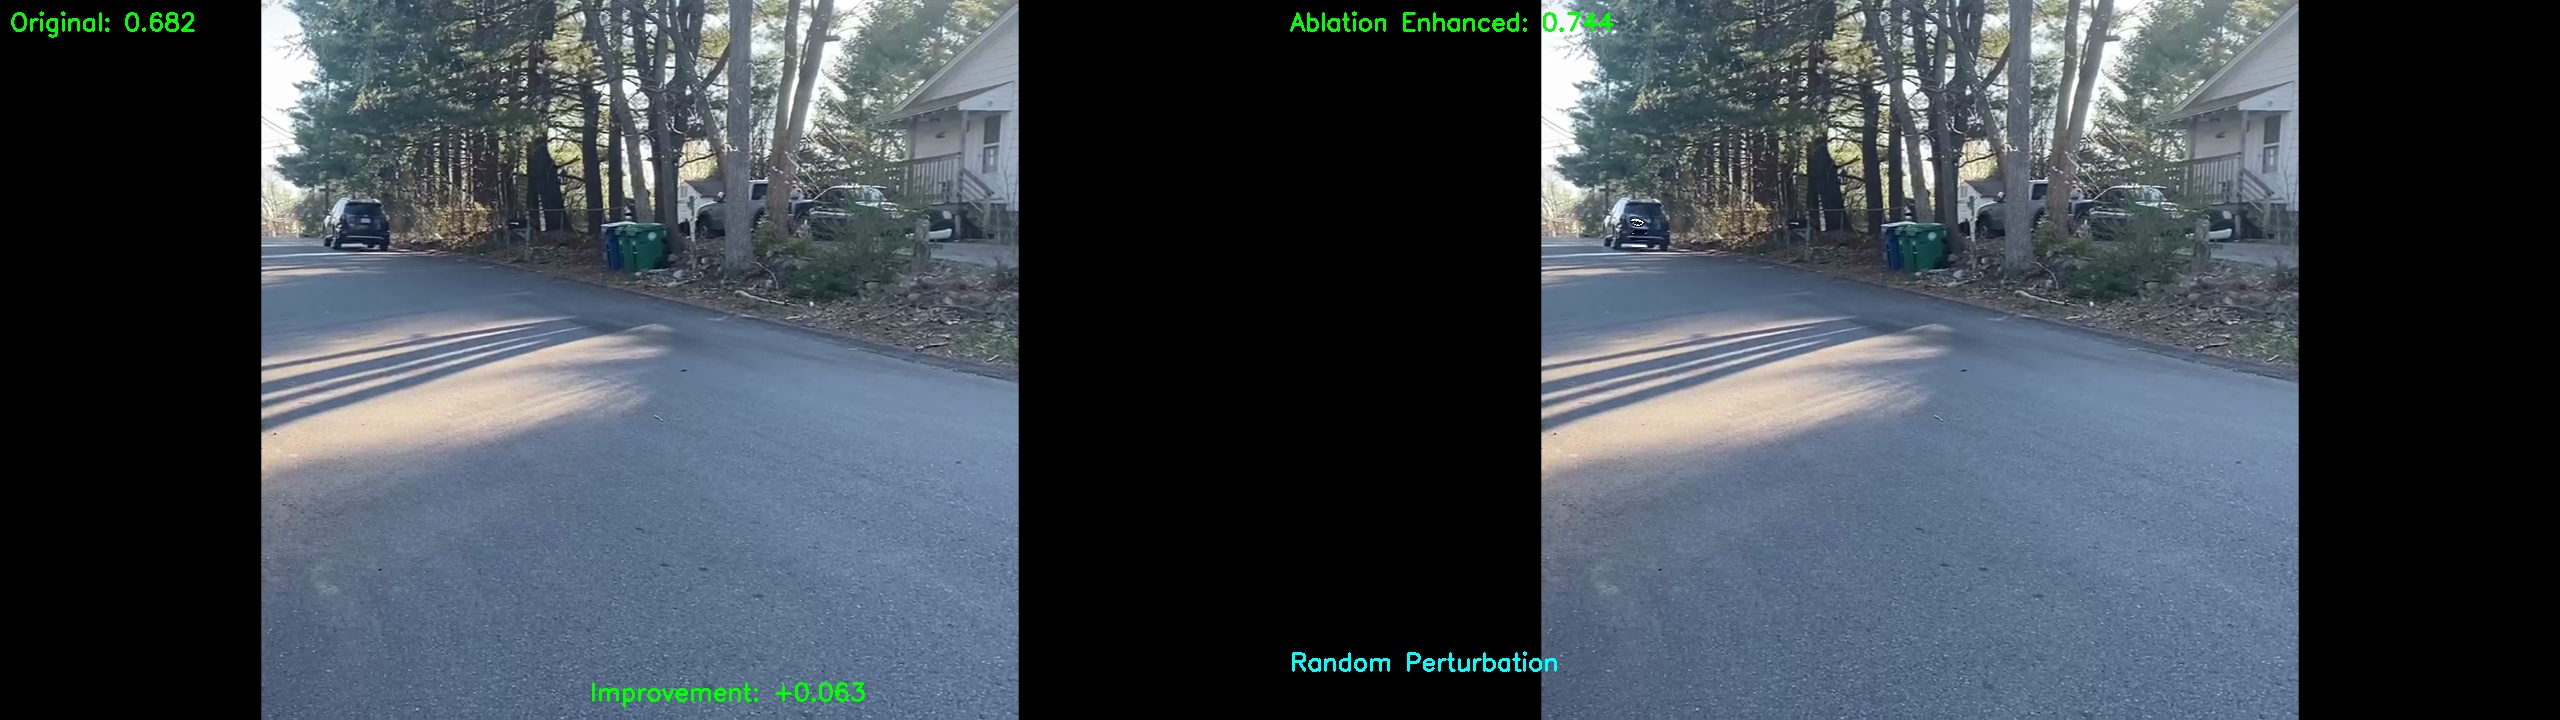 Original: 0.682
Ablation Enhanced: 0.744
Random Perturbation
Improvement: +0.063